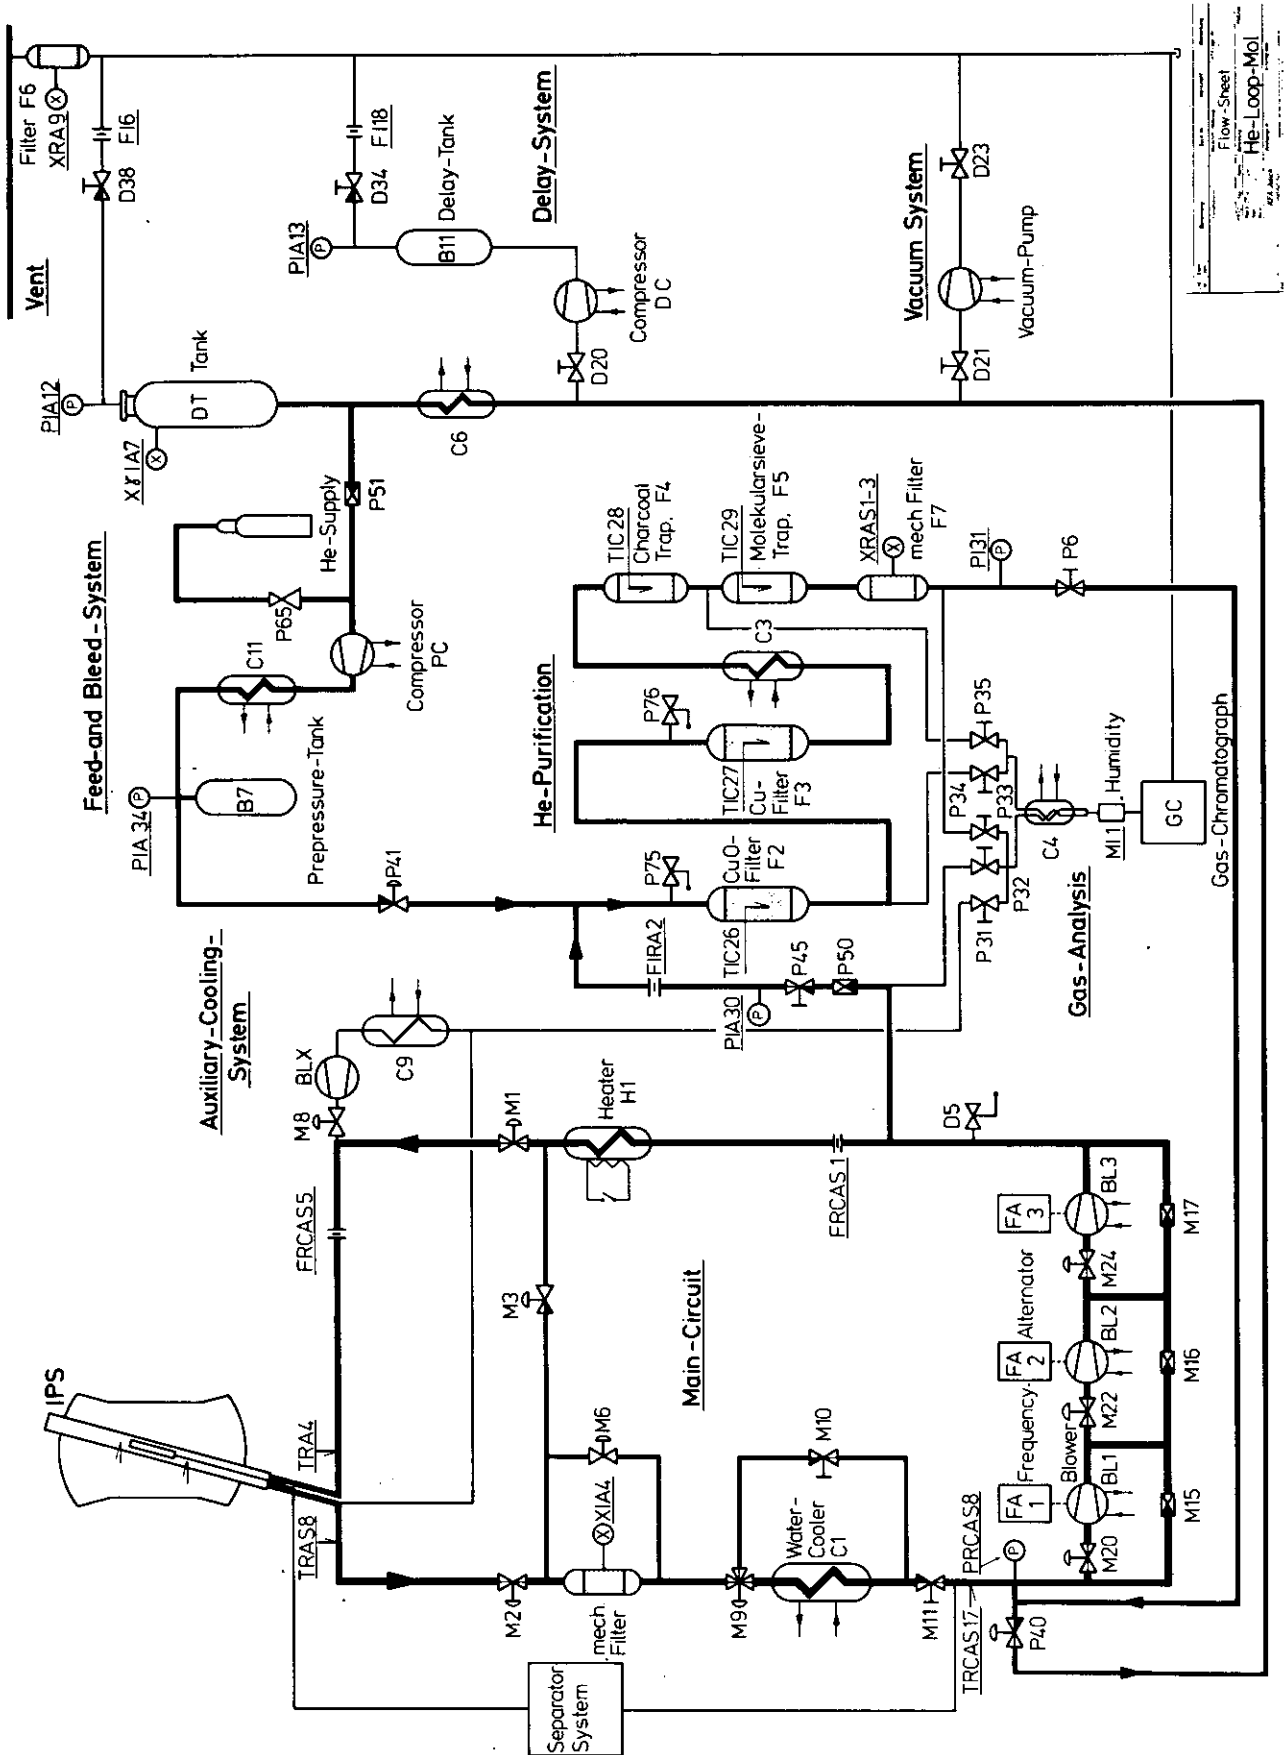 Vent
Filter F6
XRA9
X
FI6
D38
PIA12
P
DT
Tank
XγIA7
X
PIA13
P
FI18
D34
B11
Delay-Tank
Delay-System
Compressor
DC
D20
Vacuum System
D23
Vacuum-Pump
D21
C6
Feed-and Bleed-System
He-Supply
P51
P65
Compressor
PC
C11
PIA34
P
B7
Prepressure-Tank
P41
He-Purification
TIC28
Charcoal
Trap. F4
TIC29
Molekularsieve-
Trap. F5
XRAS1-3
X
mech Filter
F7
PI31
P
P6
C3
P76
TIC27
Cu-
Filter
F3
P75
CuO-
Filter
F2
TIC26
FIRA2
PIA30
P
P45
P50
P35
P34
P33
P32
P31
C4
MI1
Humidity
GC
Gas-Chromatograph
Gas-Analysis
Auxiliary-Cooling-
System
BLX
M8
C9
M1
Heater
H1
FRCAS5
FRCAS1
D5
M3
Main-Circuit
IPS
TRA4
TRAS8
M2
mech.
Filter
X
XIA4
M6
M9
Water-
Cooler
C1
M10
M11
Separator
System
TRCAS17
PRCAS8
P
P40
Frequency-
Alternator
FA
1
FA
2
FA
3
Blower
BL1
BL2
BL3
M20
M22
M24
M15
M16
M17
Flow-Sheet
He-Loop-Mol